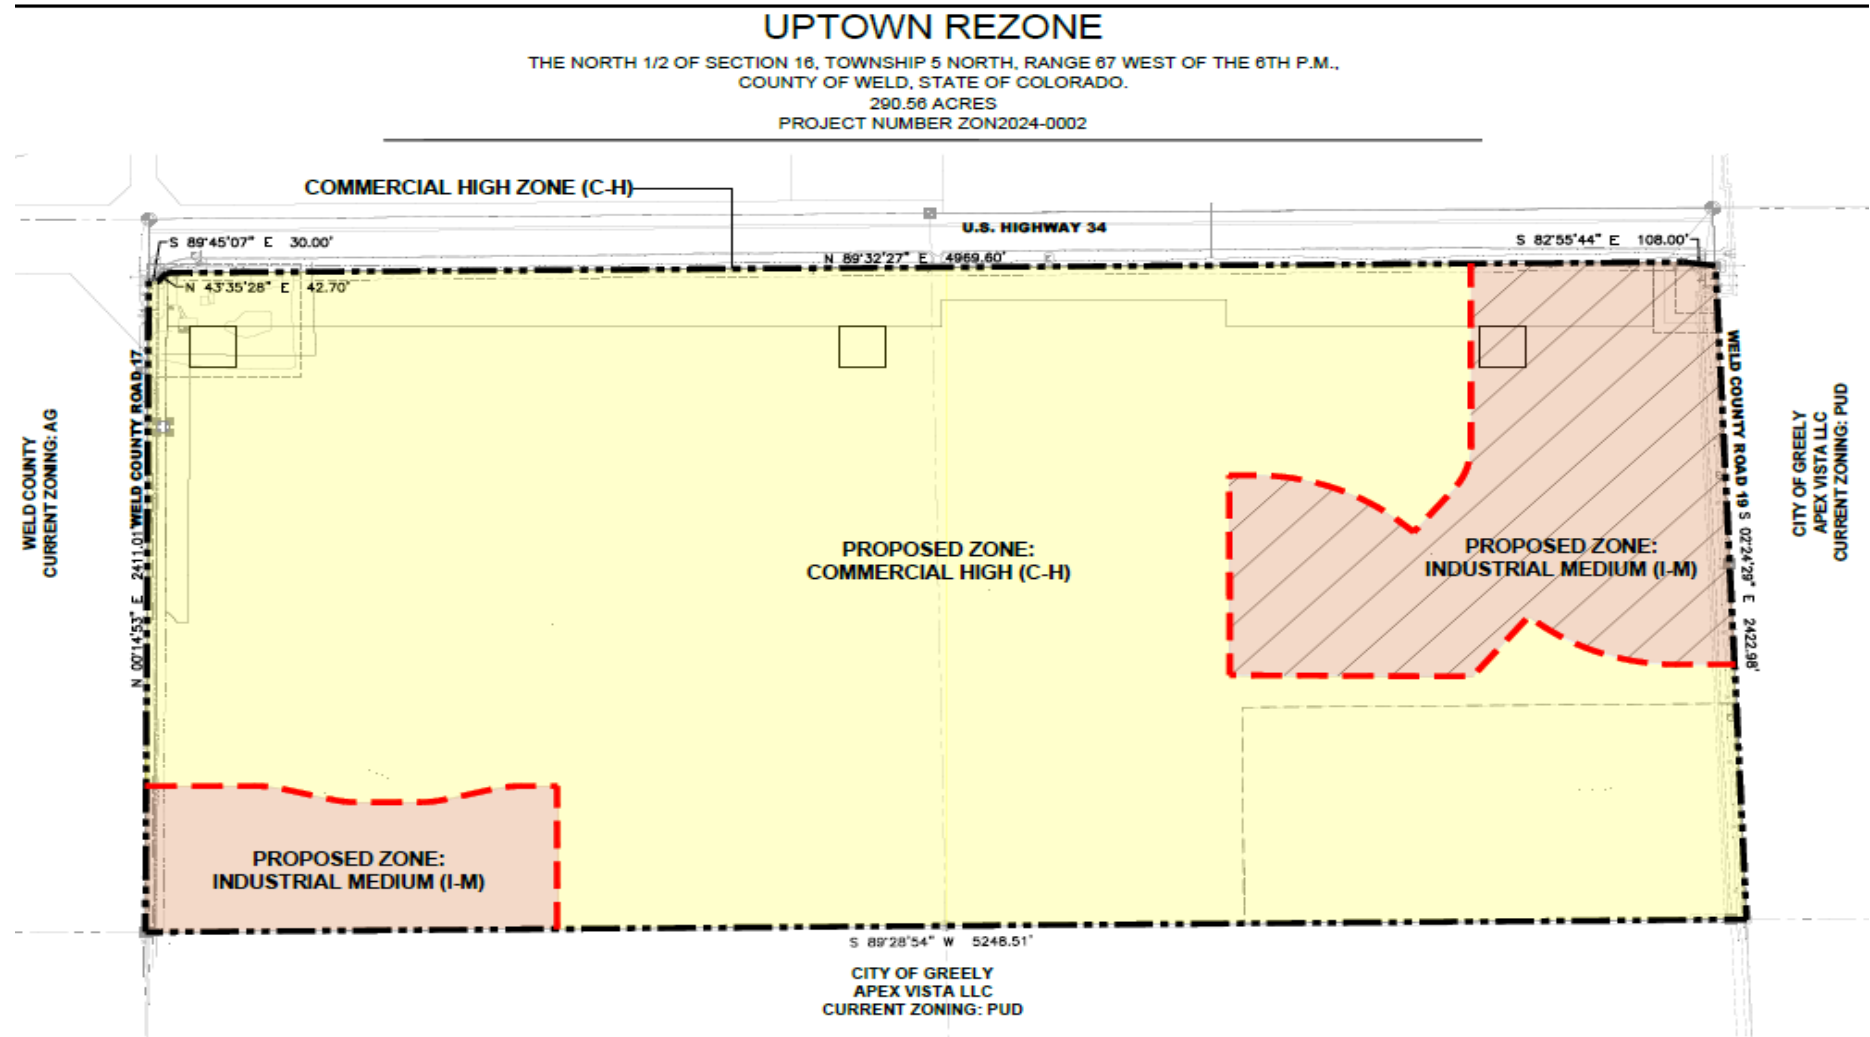 UPTOWN REZONE
THE NORTH 1/2 OF SECTION 16, TOWNSHIP 5 NORTH, RANGE 67 WEST OF THE 6TH P.M.,
COUNTY OF WELD, STATE OF COLORADO.
290.56 ACRES
PROJECT NUMBER ZON2024-0002
COMMERCIAL HIGH ZONE (C-H)
U.S. HIGHWAY 34
S 89°45'07" E 30.00'
S 82°55'44" E 108.00'
N 89°32'27" E 4969.60'
N 43°35'28" E 42.70'
WELD COUNTY
CURRENT ZONING: AG
WELD COUNTY ROAD 17
N 00°14'53" E 2411.01'
WELD COUNTY ROAD 19
S 02°24'29" E 2422.98'
CITY OF GREELY
APEX VISTA LLC
CURRENT ZONING: PUD
PROPOSED ZONE:
COMMERCIAL HIGH (C-H)
PROPOSED ZONE:
INDUSTRIAL MEDIUM (I-M)
PROPOSED ZONE:
INDUSTRIAL MEDIUM (I-M)
S 89°28'54" W 5248.51'
CITY OF GREELY
APEX VISTA LLC
CURRENT ZONING: PUD